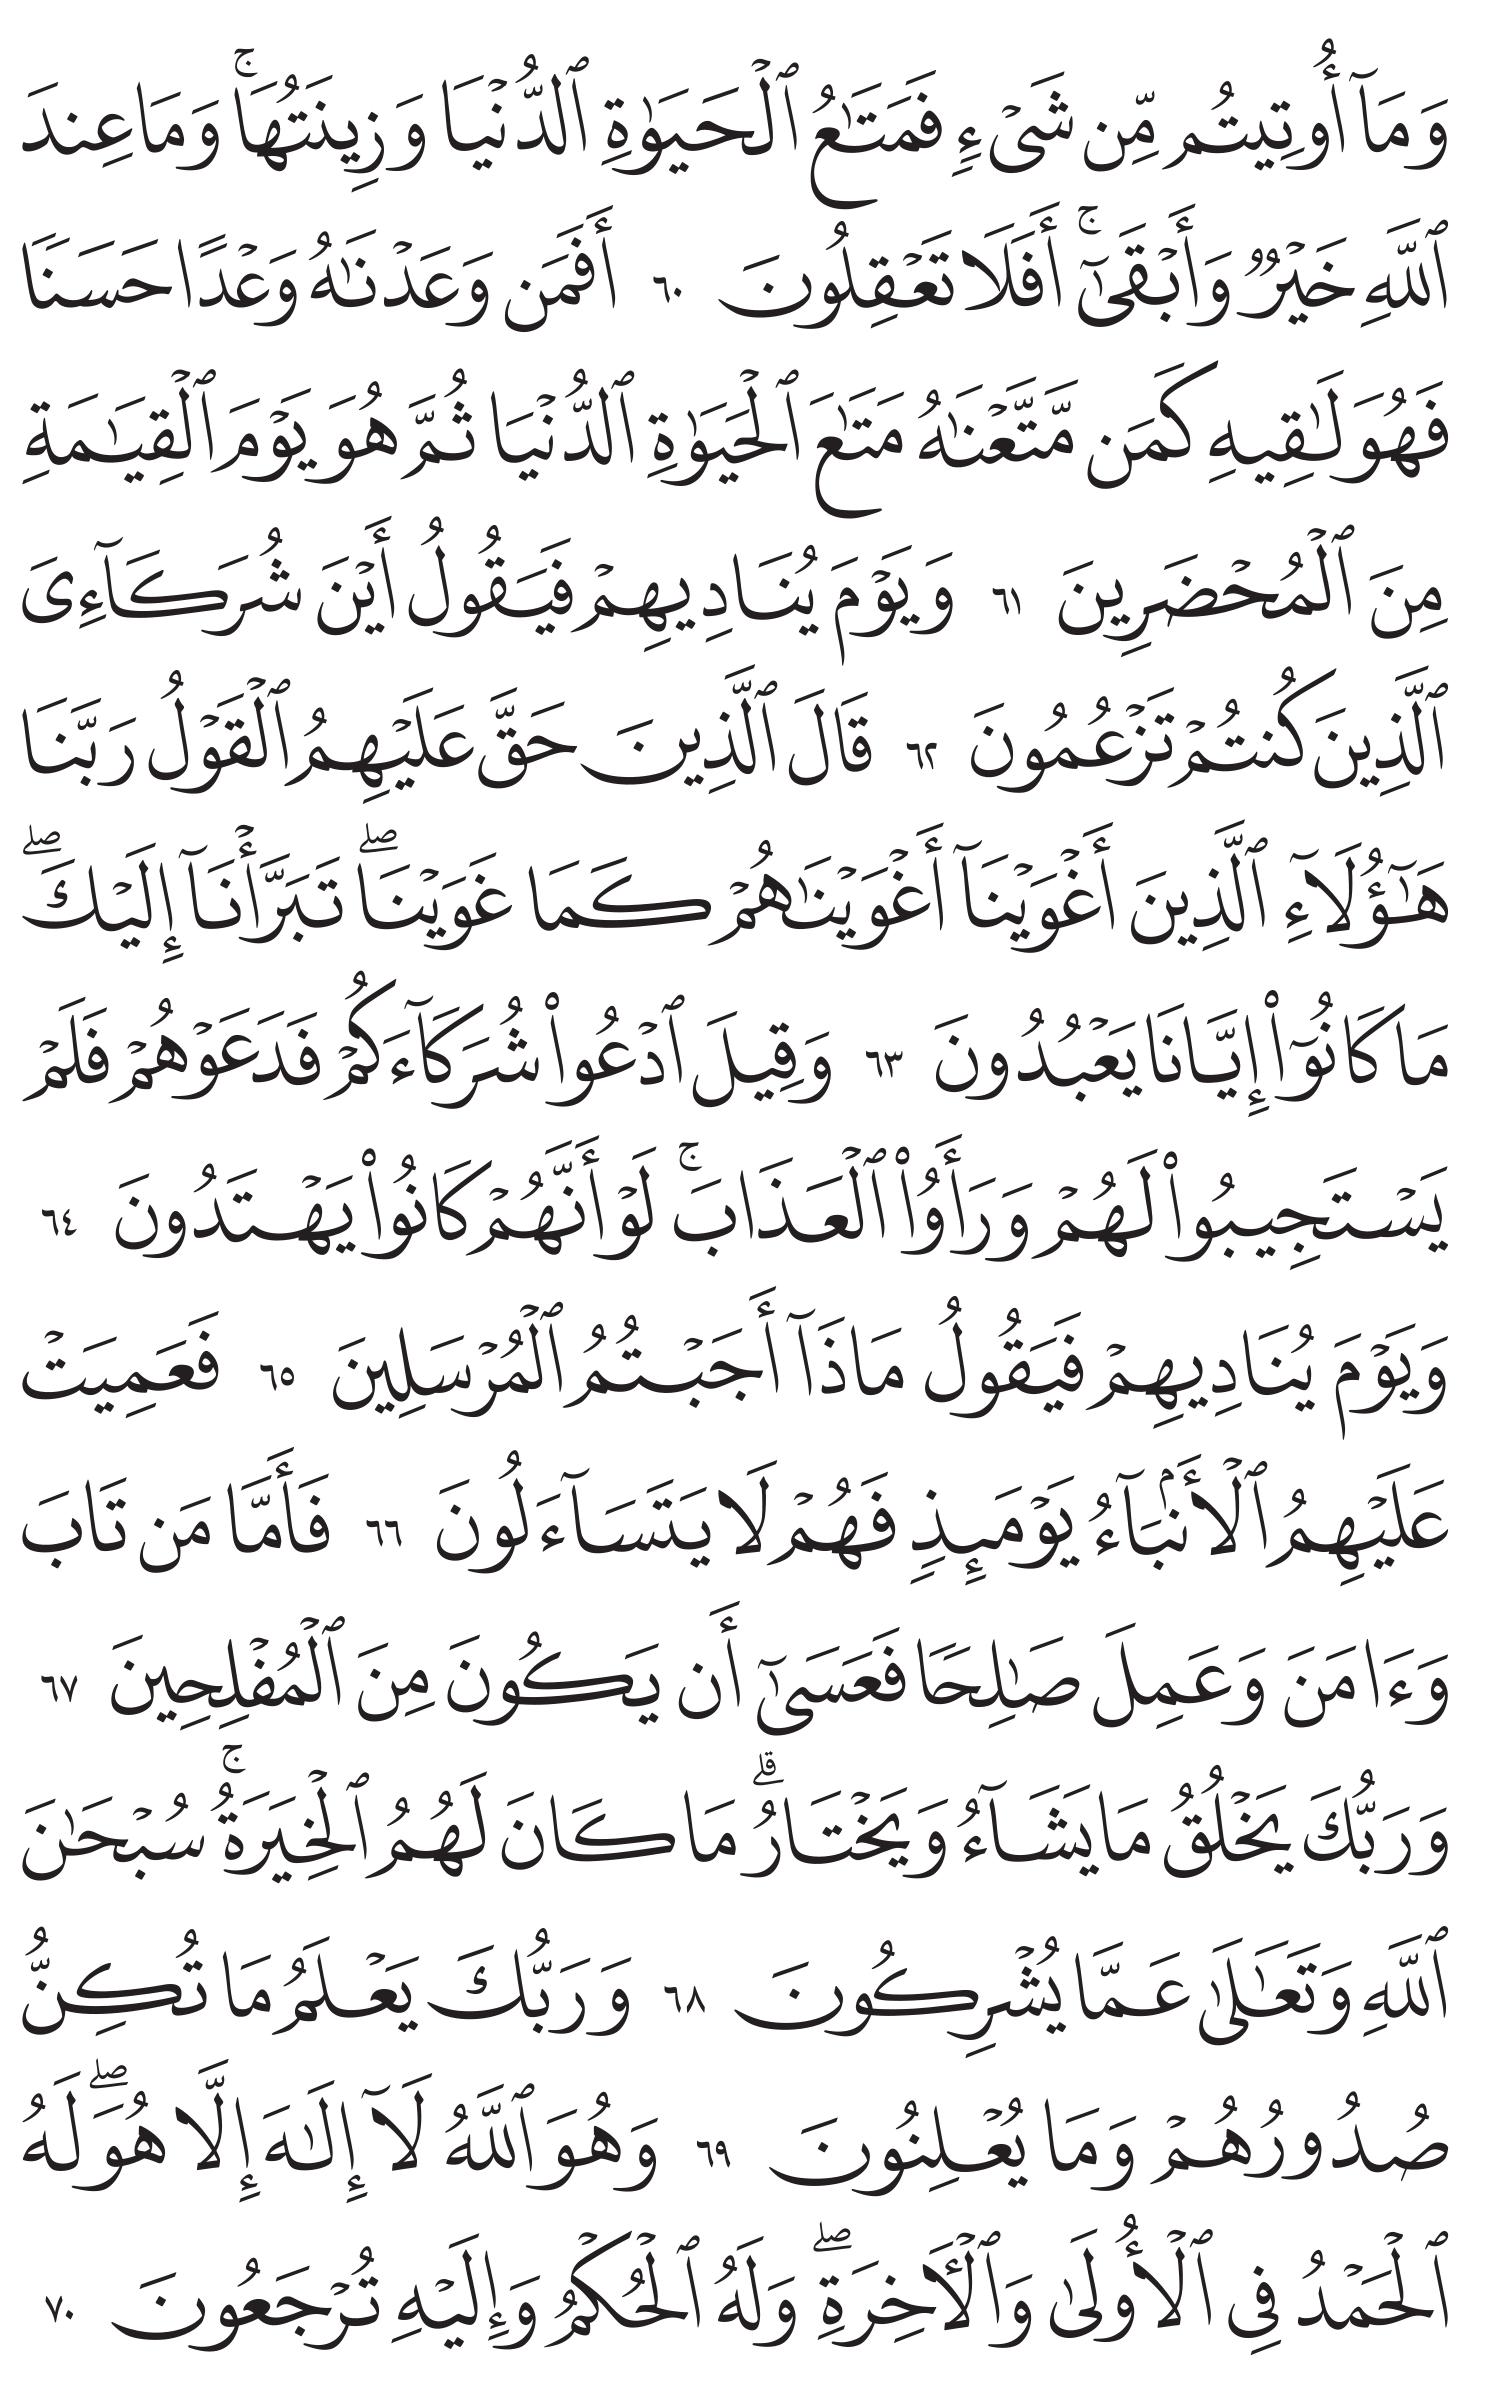 وَمَآ أُوتِيتُم مِّن شَىْءٍ فَمَتَـٰعُ ٱلْحَيَوٰةِ ٱلدُّنْيَا وَزِينَتُهَا ۚ وَمَا عِندَ
ٱللَّهِ خَيْرٌ وَأَبْقَىٰٓ ۚ أَفَلَا تَعْقِلُونَ ٦٠ أَفَمَن وَعَدْنَـٰهُ وَعْدًا حَسَنًا
فَهُوَ لَـٰقِيهِ كَمَن مَّتَّعْنَـٰهُ مَتَـٰعَ ٱلْحَيَوٰةِ ٱلدُّنْيَا ثُمَّ هُوَ يَوْمَ ٱلْقِيَـٰمَةِ
مِنَ ٱلْمُحْضَرِينَ ٦١ وَيَوْمَ يُنَادِيهِمْ فَيَقُولُ أَيْنَ شُرَكَآءِىَ
ٱلَّذِينَ كُنتُمْ تَزْعُمُونَ ٦٢ قَالَ ٱلَّذِينَ حَقَّ عَلَيْهِمُ ٱلْقَوْلُ رَبَّنَا
هَـٰٓؤُلَآءِ ٱلَّذِينَ أَغْوَيْنَآ أَغْوَيْنَـٰهُمْ كَمَا غَوَيْنَا ۖ تَبَرَّأْنَآ إِلَيْكَ ۖ
مَا كَانُوٓا۟ إِيَّانَا يَعْبُدُونَ ٦٣ وَقِيلَ ٱدْعُوا۟ شُرَكَآءَكُمْ فَدَعَوْهُمْ فَلَمْ
يَسْتَجِيبُوا۟ لَهُمْ وَرَأَوُا۟ ٱلْعَذَابَ ۚ لَوْ أَنَّهُمْ كَانُوا۟ يَهْتَدُونَ ٦٤
وَيَوْمَ يُنَادِيهِمْ فَيَقُولُ مَاذَآ أَجَبْتُمُ ٱلْمُرْسَلِينَ ٦٥ فَعَمِيَتْ
عَلَيْهِمُ ٱلْأَنۢبَآءُ يَوْمَئِذٍ فَهُمْ لَا يَتَسَآءَلُونَ ٦٦ فَأَمَّا مَن تَابَ
وَءَامَنَ وَعَمِلَ صَـٰلِحًا فَعَسَىٰٓ أَن يَكُونَ مِنَ ٱلْمُفْلِحِينَ ٦٧
وَرَبُّكَ يَخْلُقُ مَا يَشَآءُ وَيَخْتَارُ ۗ مَا كَانَ لَهُمُ ٱلْخِيَرَةُ ۚ سُبْحَـٰنَ
ٱللَّهِ وَتَعَـٰلَىٰ عَمَّا يُشْرِكُونَ ٦٨ وَرَبُّكَ يَعْلَمُ مَا تُكِنُّ
صُدُورُهُمْ وَمَا يُعْلِنُونَ ٦٩ وَهُوَ ٱللَّهُ لَآ إِلَـٰهَ إِلَّا هُوَ ۖ لَهُ
ٱلْحَمْدُ فِى ٱلْأُولَىٰ وَٱلْـَٔاخِرَةِ ۖ وَلَهُ ٱلْحُكْمُ وَإِلَيْهِ تُرْجَعُونَ ٧٠